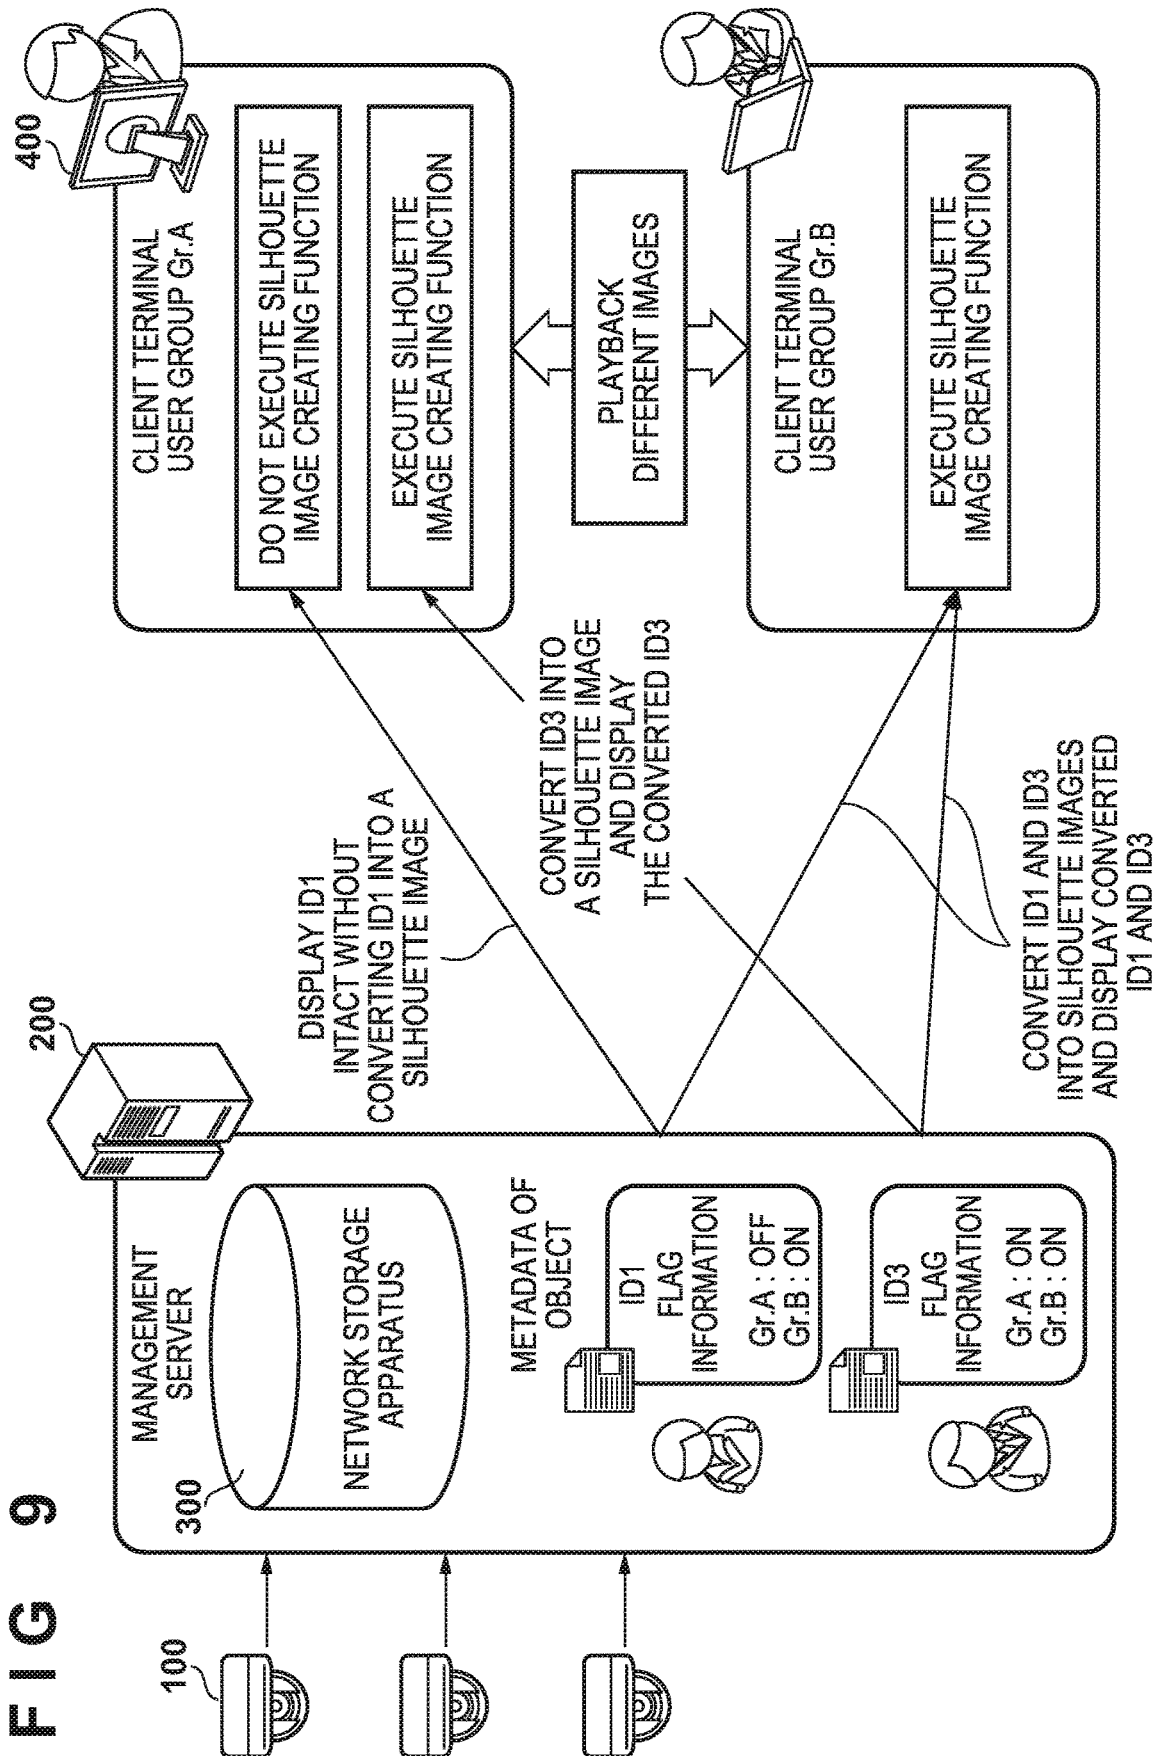 FIG 9
100
MANAGEMENT
SERVER
200
300
NETWORK STORAGE
APPARATUS
METADATA OF
OBJECT
ID1
FLAG
INFORMATION
Gr.A : OFF
Gr.B : ON
ID3
FLAG
INFORMATION
Gr.A : ON
Gr.B : ON
DISPLAY ID1
INTACT WITHOUT
CONVERTING ID1 INTO A
SILHOUETTE IMAGE
CONVERT ID3 INTO
A SILHOUETTE IMAGE
AND DISPLAY
THE CONVERTED ID3
CONVERT ID1 AND ID3
INTO SILHOUETTE IMAGES
AND DISPLAY CONVERTED
ID1 AND ID3
400
CLIENT TERMINAL
USER GROUP Gr.A
DO NOT EXECUTE SILHOUETTE
IMAGE CREATING FUNCTION
EXECUTE SILHOUETTE
IMAGE CREATING FUNCTION
PLAYBACK
DIFFERENT IMAGES
CLIENT TERMINAL
USER GROUP Gr.B
EXECUTE SILHOUETTE
IMAGE CREATING FUNCTION